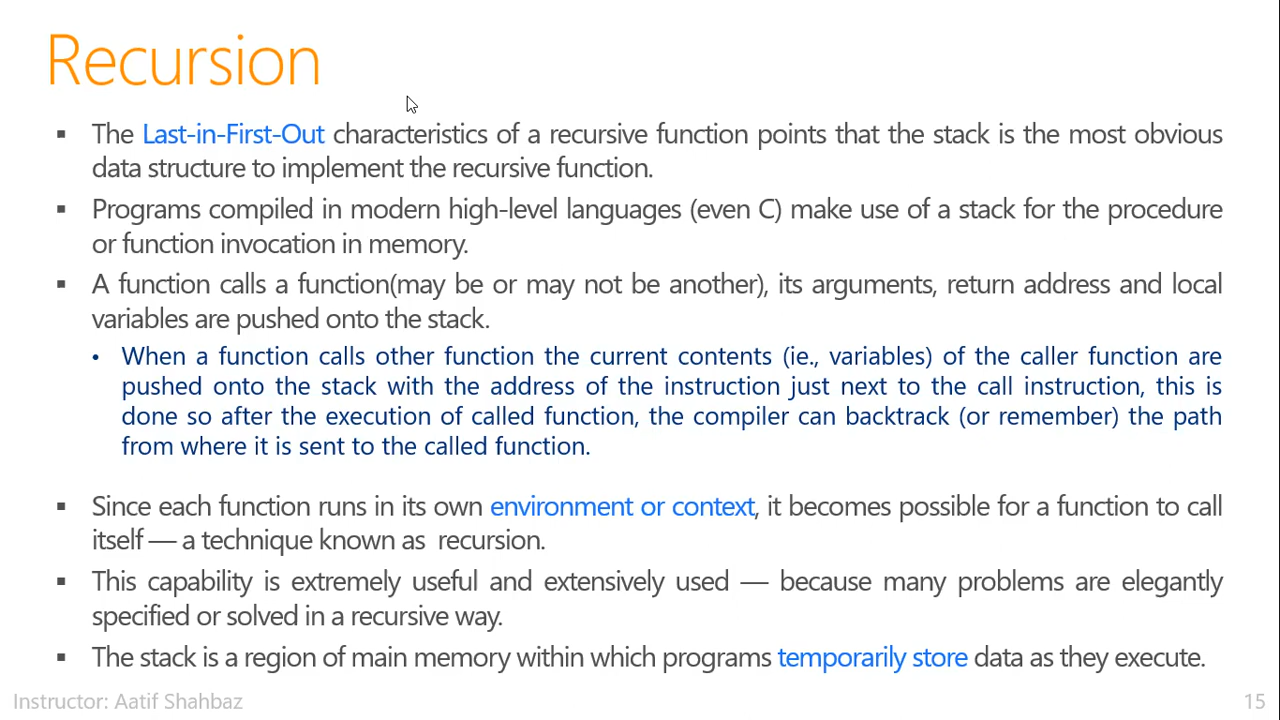 Recursion
▪ The Last-in-First-Out characteristics of a recursive function points that the stack is the most obvious
data structure to implement the recursive function.
▪ Programs compiled in modern high-level languages (even C) make use of a stack for the procedure
or function invocation in memory.
▪ A function calls a function(may be or may not be another), its arguments, return address and local
variables are pushed onto the stack.
• When a function calls other function the current contents (ie., variables) of the caller function are
pushed onto the stack with the address of the instruction just next to the call instruction, this is
done so after the execution of called function, the compiler can backtrack (or remember) the path
from where it is sent to the called function.
▪ Since each function runs in its own environment or context, it becomes possible for a function to call
itself — a technique known as recursion.
▪ This capability is extremely useful and extensively used — because many problems are elegantly
specified or solved in a recursive way.
▪ The stack is a region of main memory within which programs temporarily store data as they execute.
Instructor: Aatif Shahbaz 15